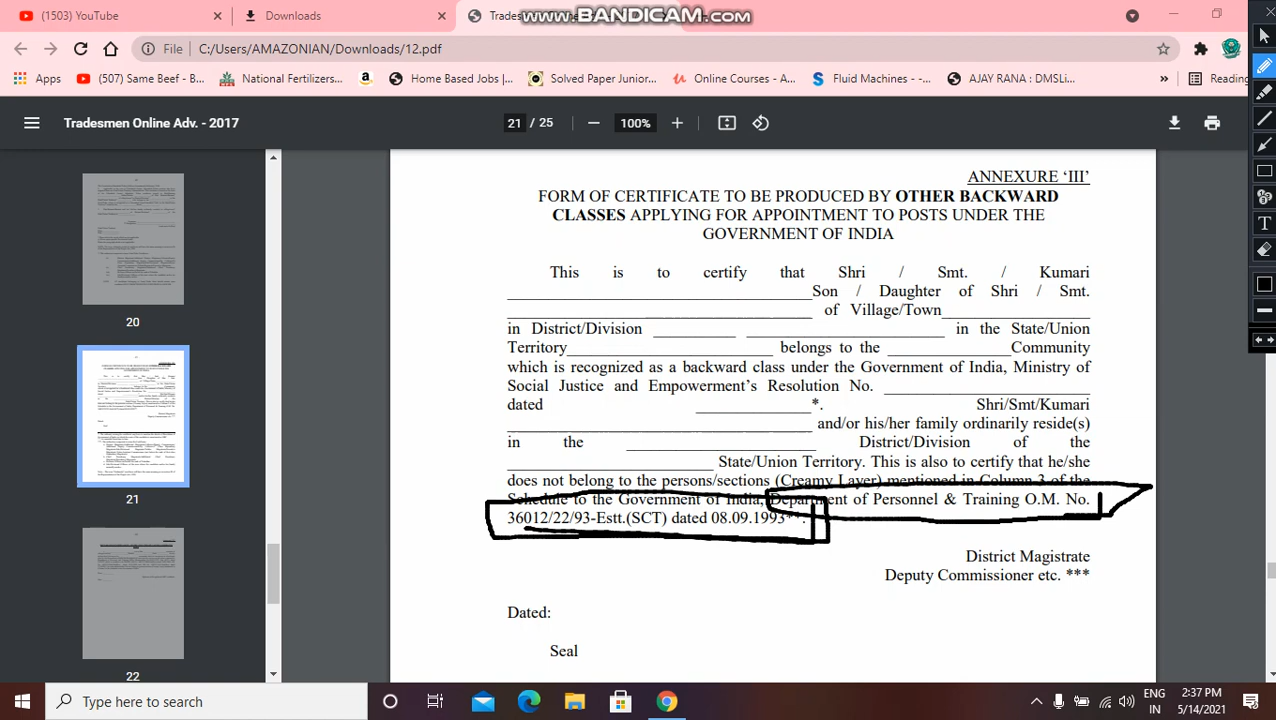 (1503) YouTube
Downloads
Trades
www.BANDICAM.com
File C:/Users/AMAZONIAN/Downloads/12.pdf
Apps (507) Same Beef - B... National Fertilizers... Home Based Jobs |... Solved Paper Junior... Online Courses - A... Fluid Machines - -... AJAY RANA : DMSLi... » Reading
Tradesmen Online Adv. - 2017
21 / 25
100%
20
21
22
ANNEXURE ‘III’
FORM OF CERTIFICATE TO BE PRODUCED BY OTHER BACKWARD
CLASSES APPLYING FOR APPOINTMENT TO POSTS UNDER THE
GOVERNMENT OF INDIA
This is to certify that Shri / Smt. / Kumari
Son / Daughter of Shri / Smt.
of Village/Town
in District/Division in the State/Union
Territory belongs to the Community
which is recognized as a backward class under the Government of India, Ministry of
Social Justice and Empowerment’s Resolution No.
dated *. Shri/Smt/Kumari
and/or his/her family ordinarily reside(s)
in the District/Division of the
State/Union Territory. This is also to certify that he/she
does not belong to the persons/sections (Creamy Layer) mentioned in Column 3 of the
Schedule to the Government of India, Department of Personnel & Training O.M. No.
36012/22/93-Estt.(SCT) dated 08.09.1993**.
District Magistrate
Deputy Commissioner etc. ***
Dated:
Seal
Type here to search
ENG
IN
2:37 PM
5/14/2021